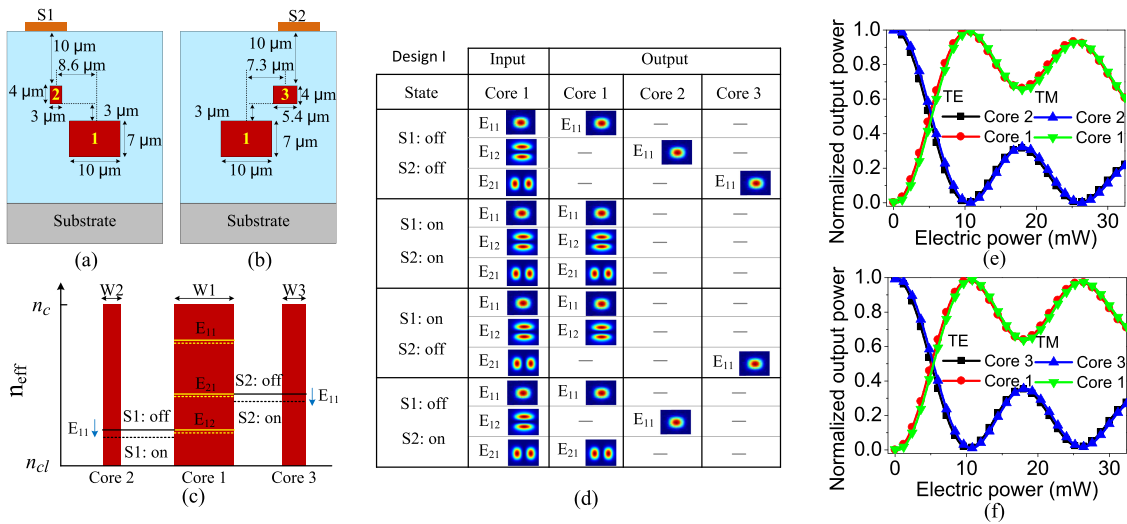 S1
10 μm
8.6 μm
4 μm
2
3 μm
3 μm
1
7 μm
10 μm
Substrate
(a)
S2
10 μm
7.3 μm
3
4 μm
3 μm
5.4 μm
1
7 μm
10 μm
Substrate
(b)
W2 W1 W3
n_c
n_eff
n_cl
E11
E21 S2: off
E11
S1: off E12 S2: on
E11
S1: on
Core 2 Core 1 Core 3
(c)
Design I Input Output
State Core 1 Core 1 Core 2 Core 3
S1: off
S2: off
E11 E11 — —
E12 — E11 —
E21 — — E11
S1: on
S2: on
E11 E11 — —
E12 E12 — —
E21 E21 — —
S1: on
S2: off
E11 E11 — —
E12 E12 — —
E21 — — E11
S1: off
S2: on
E11 E11 — —
E12 — E11 —
E21 E21 — —
(d)
Normalized output power
1.0
0.8
0.6
0.4
0.2
0.0
TE TM
Core 2 Core 2
Core 1 Core 1
0 10 20 30
Electric power (mW)
(e)
Normalized output power
1.0
0.8
0.6
0.4
0.2
0.0
TE TM
Core 3 Core 3
Core 1 Core 1
0 10 20 30
Electric power (mW)
(f)